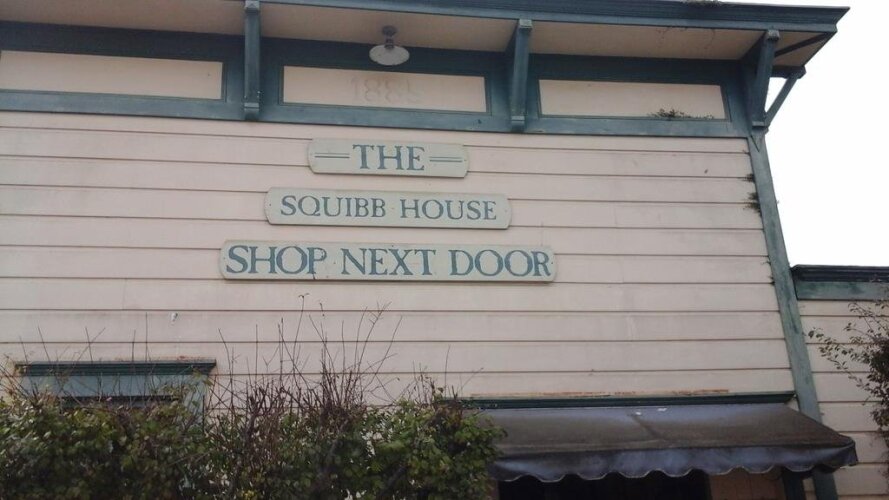 THE
SQUIBB HOUSE
SHOP NEXT DOOR